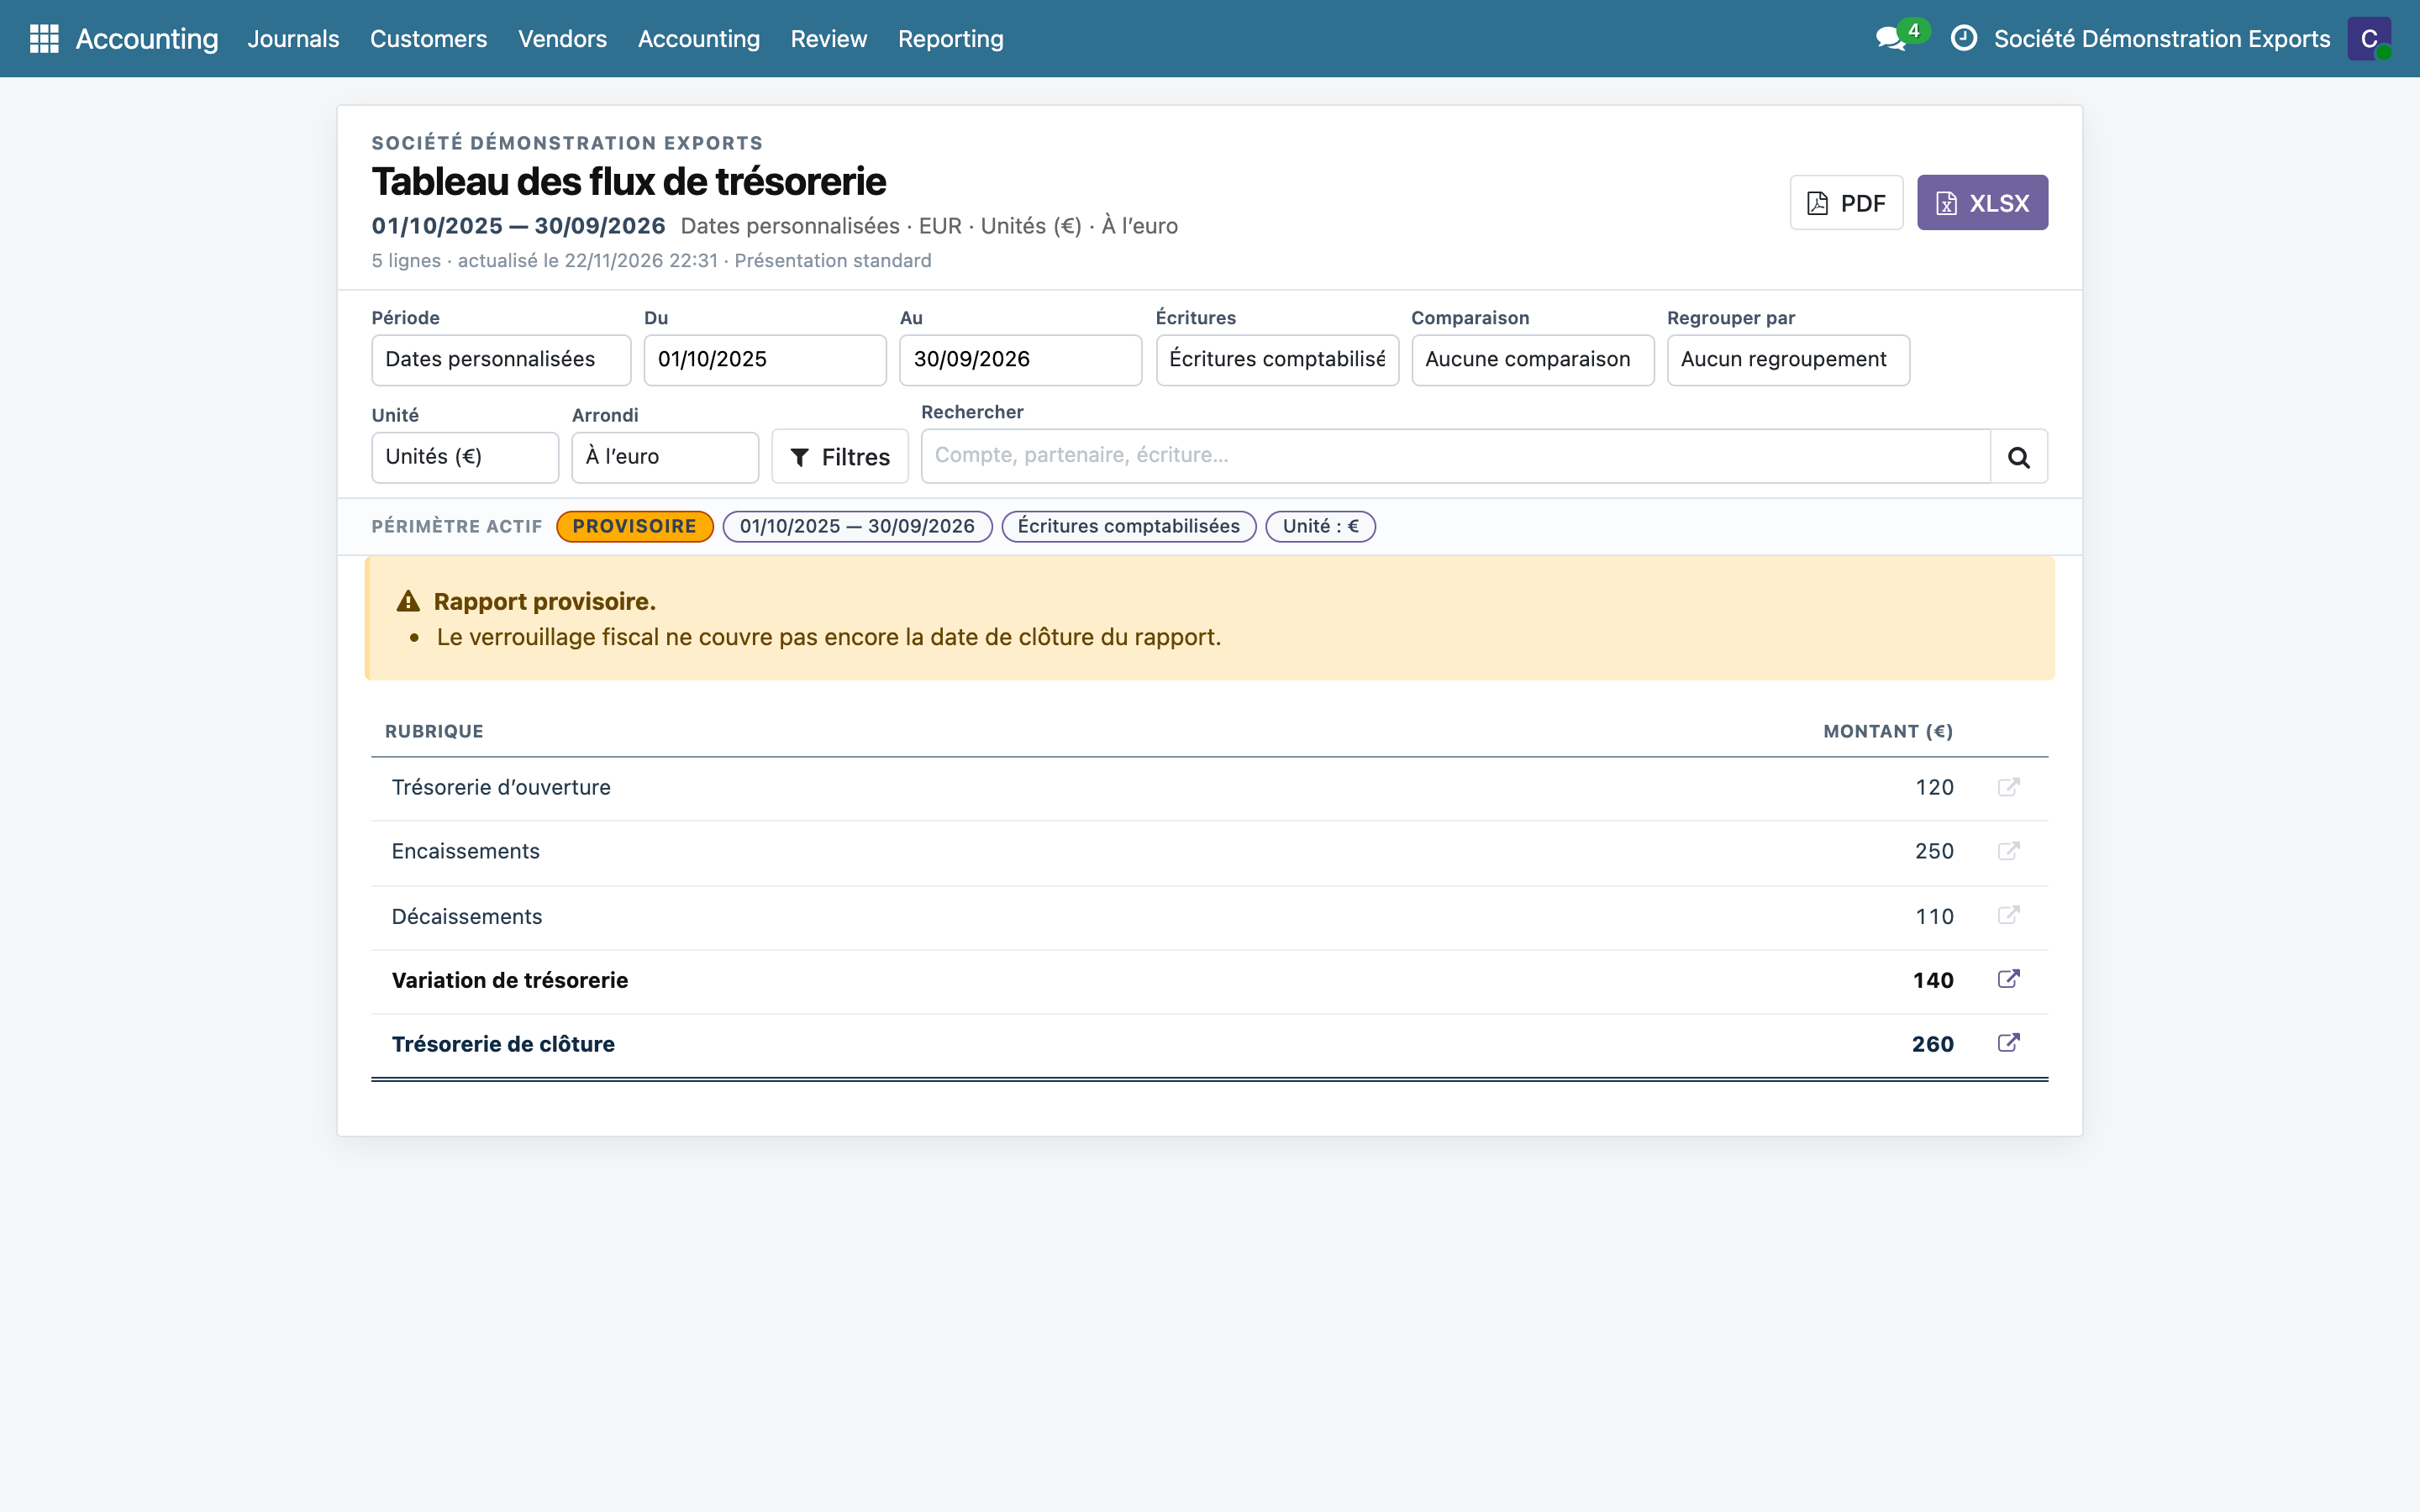 Accounting Journals Customers Vendors Accounting Review Reporting 4 Société Démonstration Exports C
SOCIÉTÉ DÉMONSTRATION EXPORTS
Tableau des flux de trésorerie
01/10/2025 — 30/09/2026 Dates personnalisées · EUR · Unités (€) · À l’euro
5 lignes · actualisé le 22/11/2026 22:31 · Présentation standard
PDF XLSX
Période Du Au Écritures Comparaison Regrouper par
Dates personnalisées 01/10/2025 30/09/2026 Écritures comptabilisé Aucune comparaison Aucun regroupement
Unité Arrondi Rechercher
Unités (€) À l’euro Filtres Compte, partenaire, écriture...
PÉRIMÈTRE ACTIF PROVISOIRE 01/10/2025 — 30/09/2026 Écritures comptabilisées Unité : €
Rapport provisoire.
• Le verrouillage fiscal ne couvre pas encore la date de clôture du rapport.
RUBRIQUE MONTANT (€)
Trésorerie d’ouverture 120
Encaissements 250
Décaissements 110
Variation de trésorerie 140
Trésorerie de clôture 260